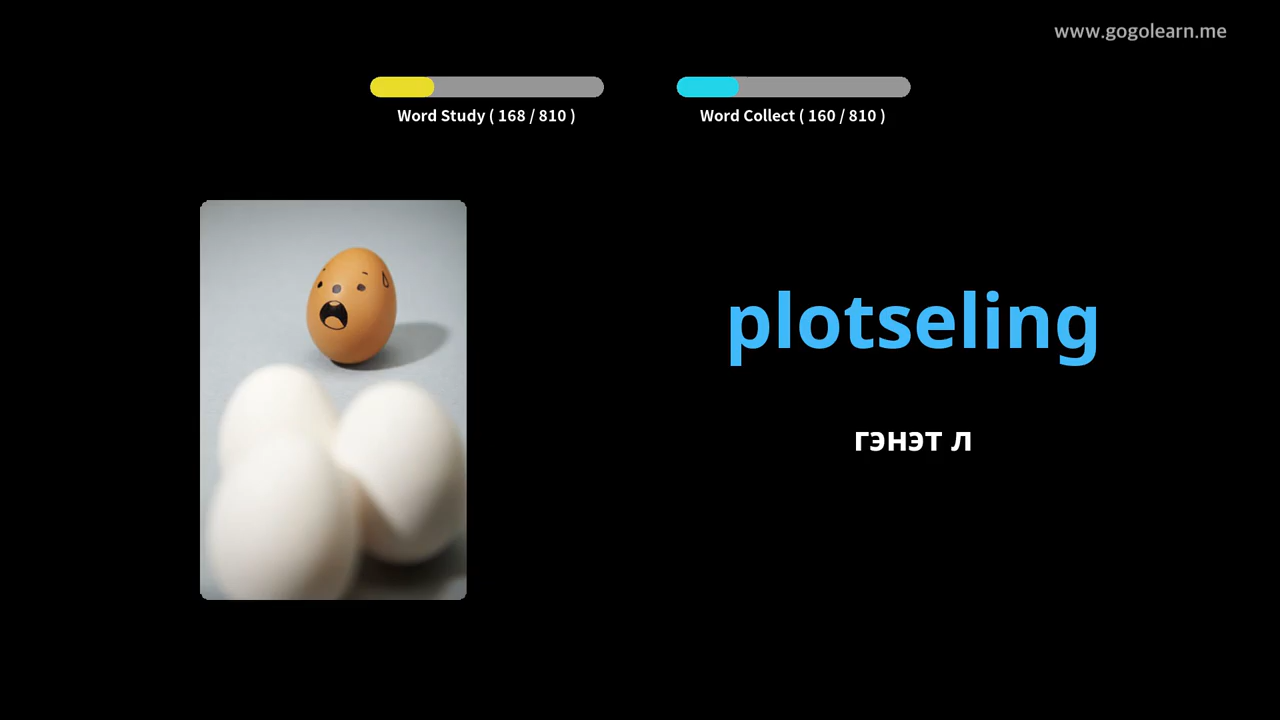 www.gogolearn.me
Word Study ( 168 / 810 )
Word Collect ( 160 / 810 )
plotseling
гэнэт л